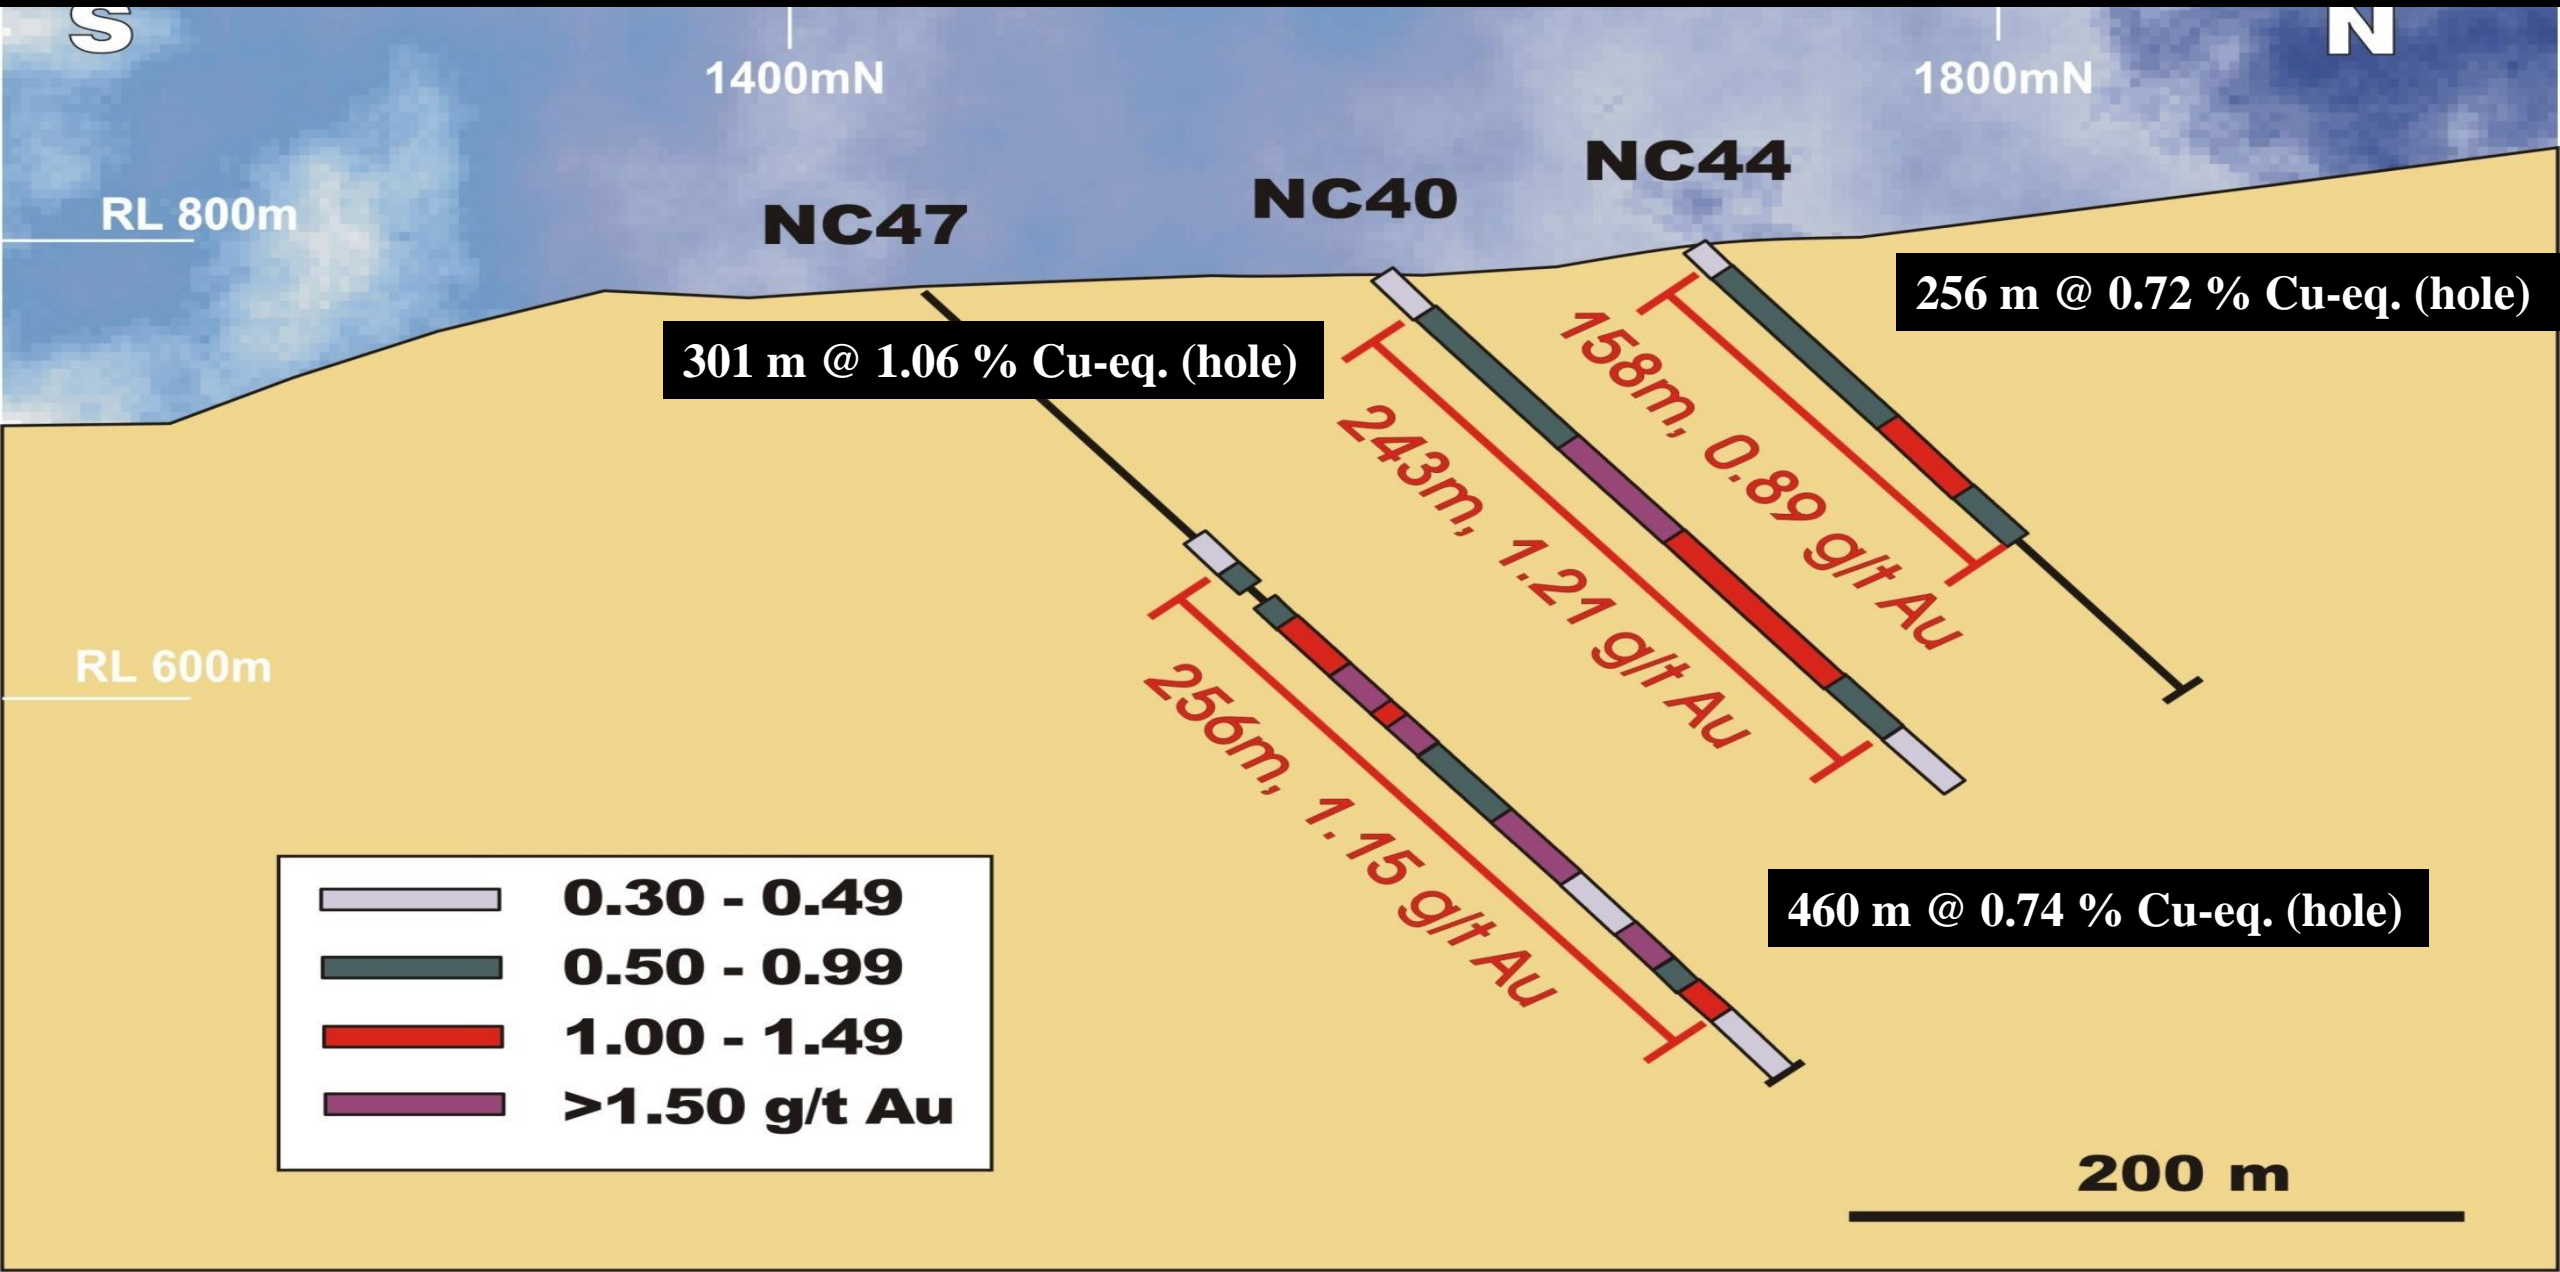 S
N
1400mN
1800mN
NC44
NC40
NC47
RL 800m
256 m @ 0.72 % Cu-eq. (hole)
301 m @ 1.06 % Cu-eq. (hole)
158m, 0.89 g/t Au
243m, 1.21 g/t Au
256m, 1.15 g/t Au
RL 600m
460 m @ 0.74 % Cu-eq. (hole)
0.30 - 0.49
0.50 - 0.99
1.00 - 1.49
>1.50 g/t Au
200 m